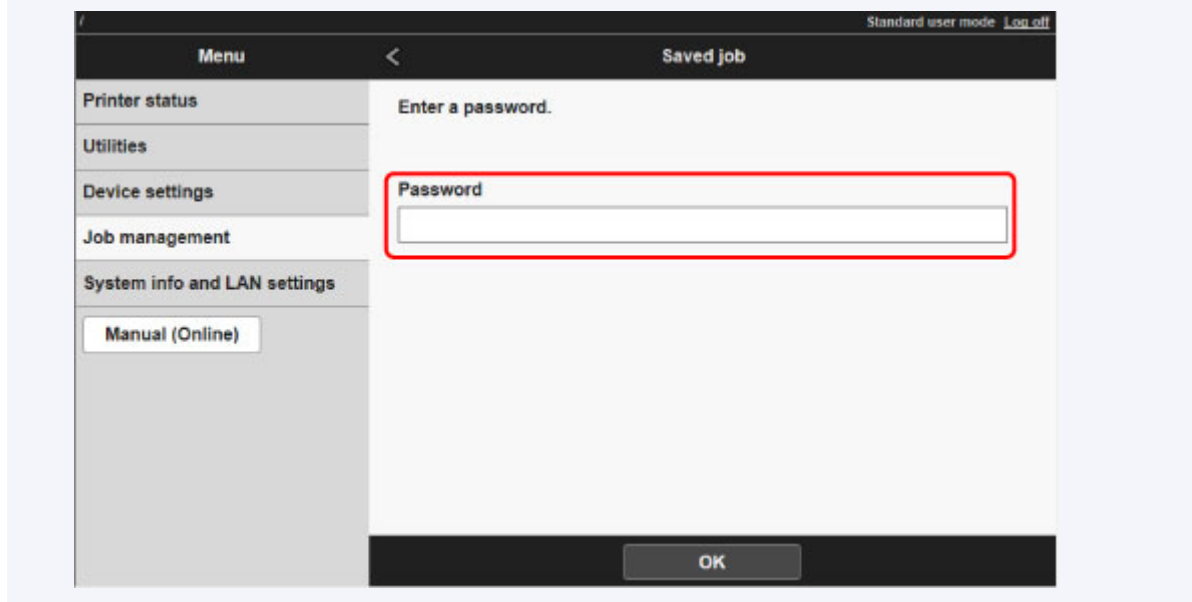 /
Standard user mode Log off
Menu
< Saved job
Printer status
Utilities
Device settings
Job management
System info and LAN settings
Manual (Online)
Enter a password.
Password
OK